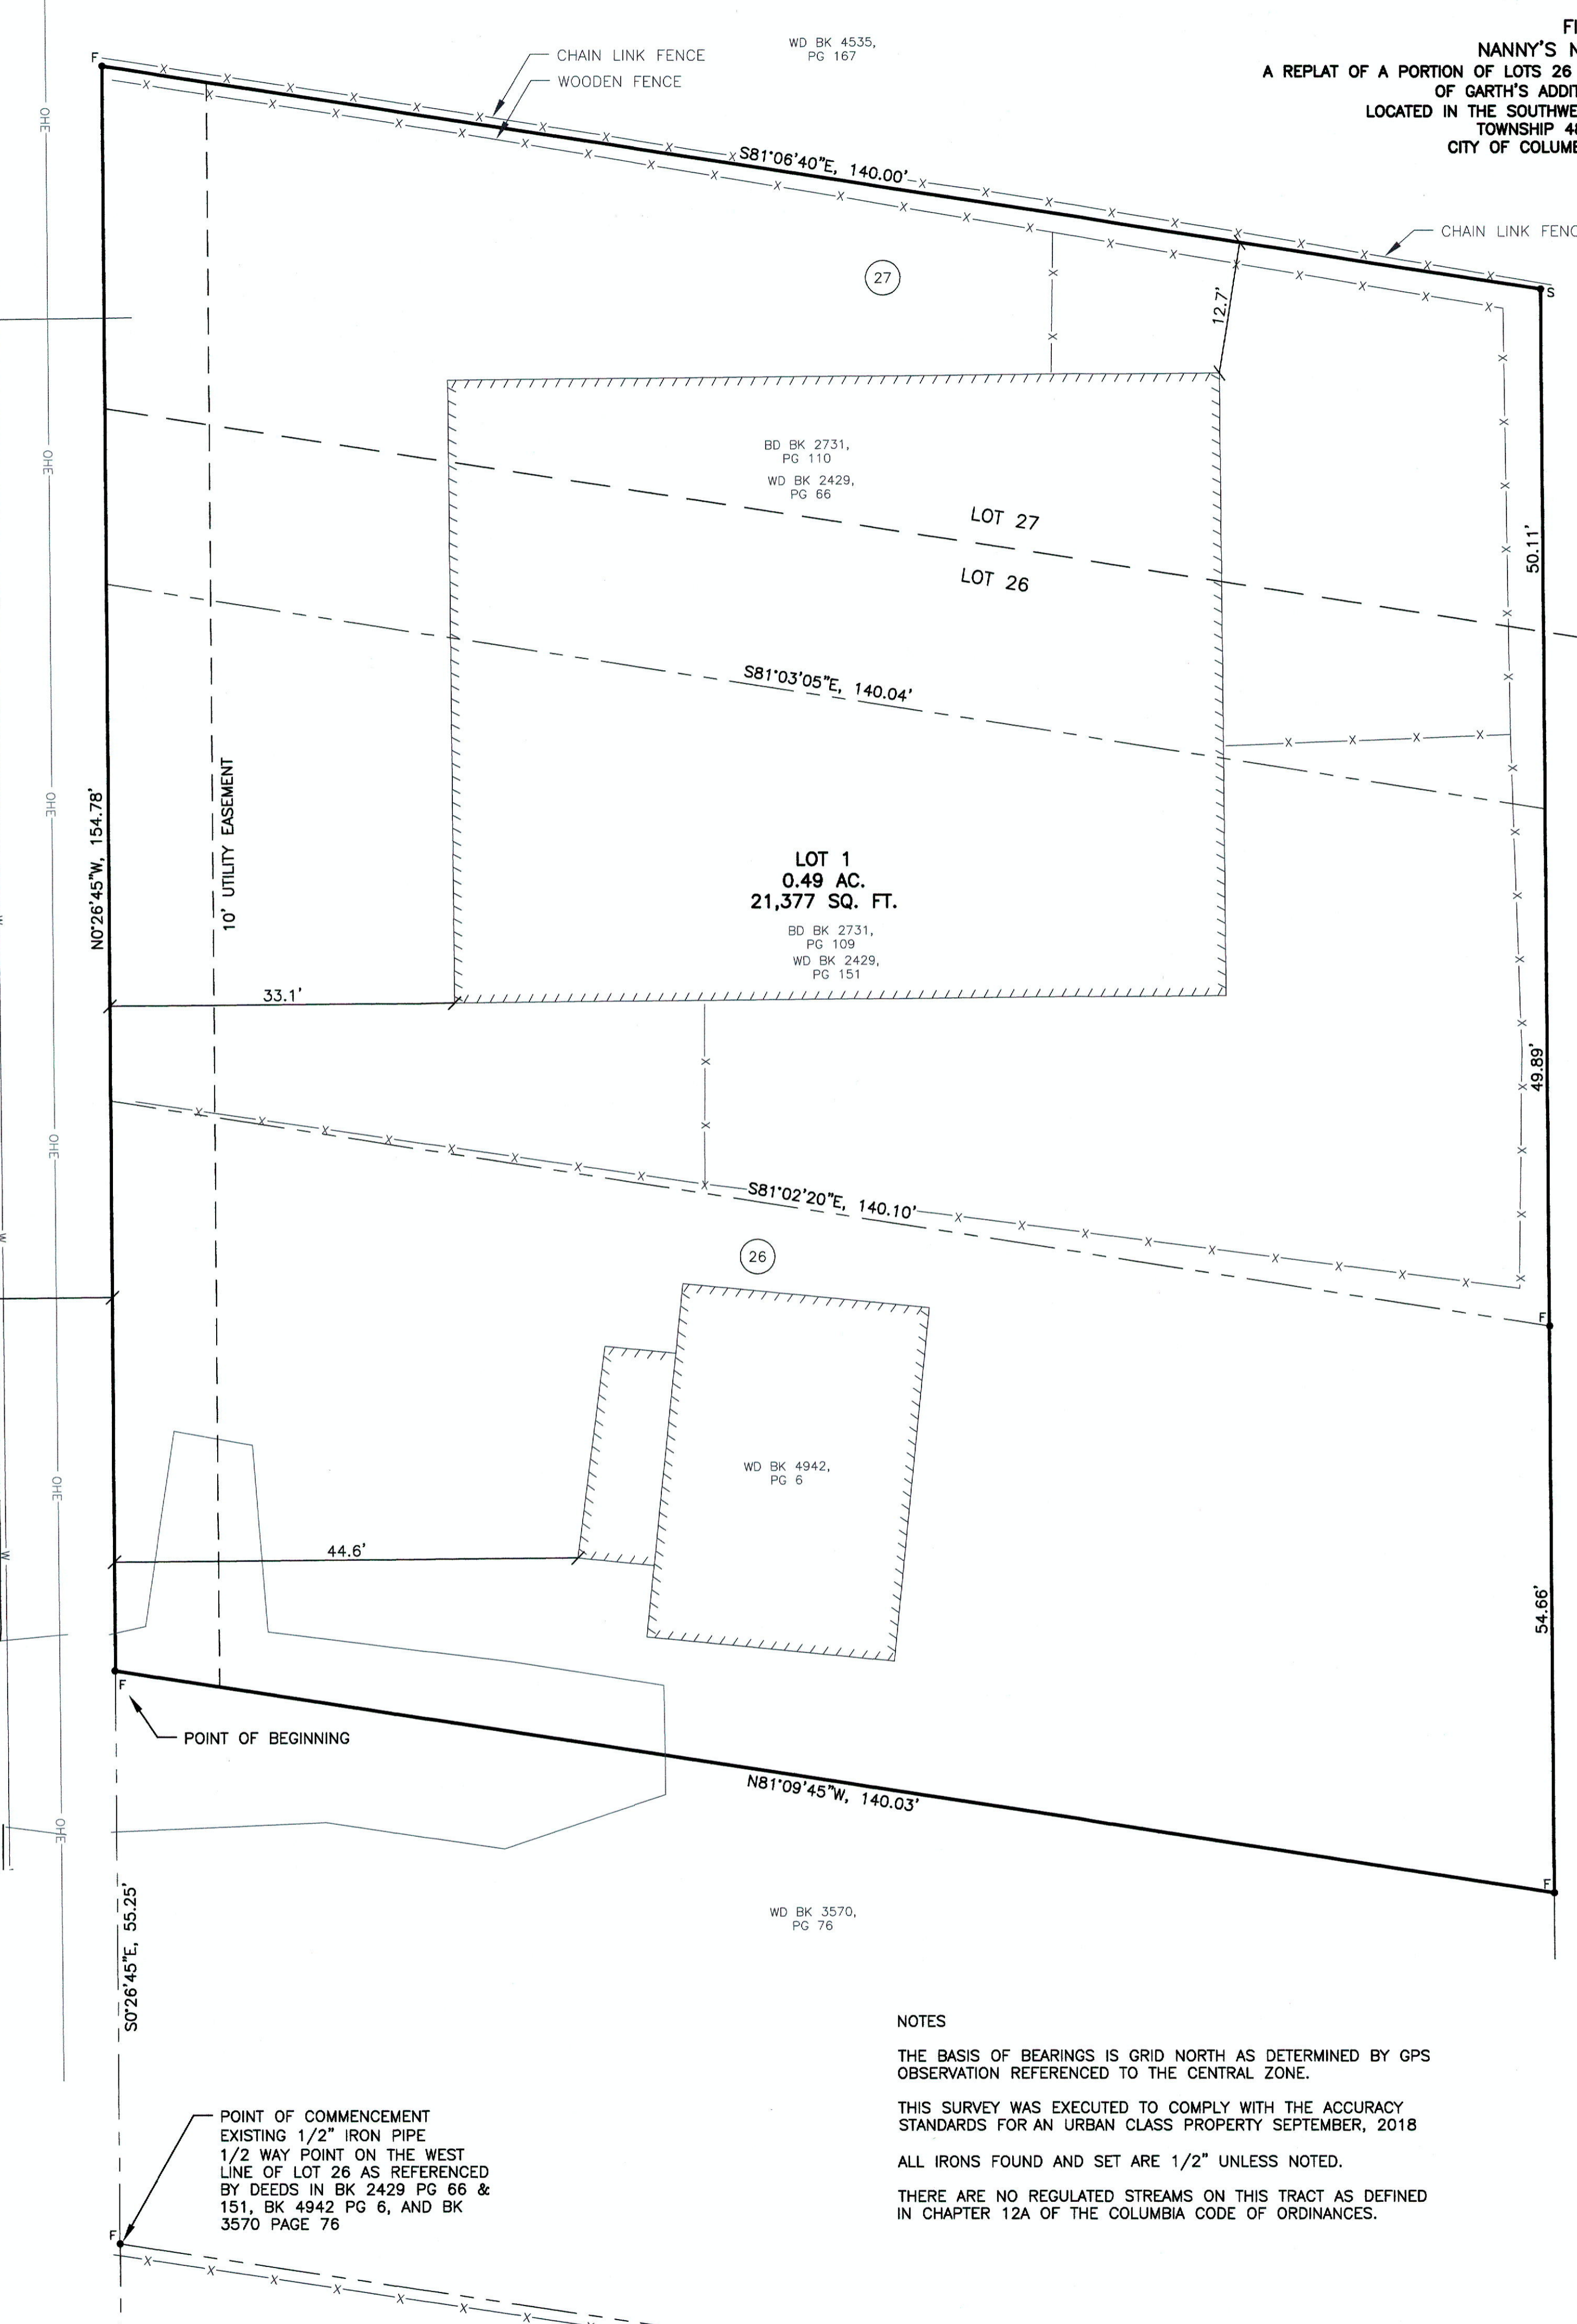 F
NANNY'S N
A REPLAT OF A PORTION OF LOTS 26
OF GARTH'S ADDIT
LOCATED IN THE SOUTHWE
TOWNSHIP 48
CITY OF COLUMB
WD BK 4535,
PG 167
CHAIN LINK FENCE
WOODEN FENCE
F
OHE
S81°06'40"E, 140.00'
CHAIN LINK FENC
27
S
12.7'
OHE
BD BK 2731,
PG 110
WD BK 2429,
PG 66
LOT 27
LOT 26
50.11'
S81°03'05"E, 140.04'
OHE
N0°26'45"W, 154.78'
10' UTILITY EASEMENT
LOT 1
0.49 AC.
21,377 SQ. FT.
BD BK 2731,
PG 109
WD BK 2429,
PG 151
33.1'
49.89'
OHE
S81°02'20"E, 140.10'
W
26
F
OHE
WD BK 4942,
PG 6
44.6'
W
54.66'
F
POINT OF BEGINNING
N81°09'45"W, 140.03'
OHE
F
S0°26'45"E, 55.25'
WD BK 3570,
PG 76
NOTES
THE BASIS OF BEARINGS IS GRID NORTH AS DETERMINED BY GPS
OBSERVATION REFERENCED TO THE CENTRAL ZONE.
THIS SURVEY WAS EXECUTED TO COMPLY WITH THE ACCURACY
STANDARDS FOR AN URBAN CLASS PROPERTY SEPTEMBER, 2018
ALL IRONS FOUND AND SET ARE 1/2" UNLESS NOTED.
THERE ARE NO REGULATED STREAMS ON THIS TRACT AS DEFINED
IN CHAPTER 12A OF THE COLUMBIA CODE OF ORDINANCES.
POINT OF COMMENCEMENT
EXISTING 1/2" IRON PIPE
1/2 WAY POINT ON THE WEST
LINE OF LOT 26 AS REFERENCED
BY DEEDS IN BK 2429 PG 66 &
151, BK 4942 PG 6, AND BK
3570 PAGE 76
F